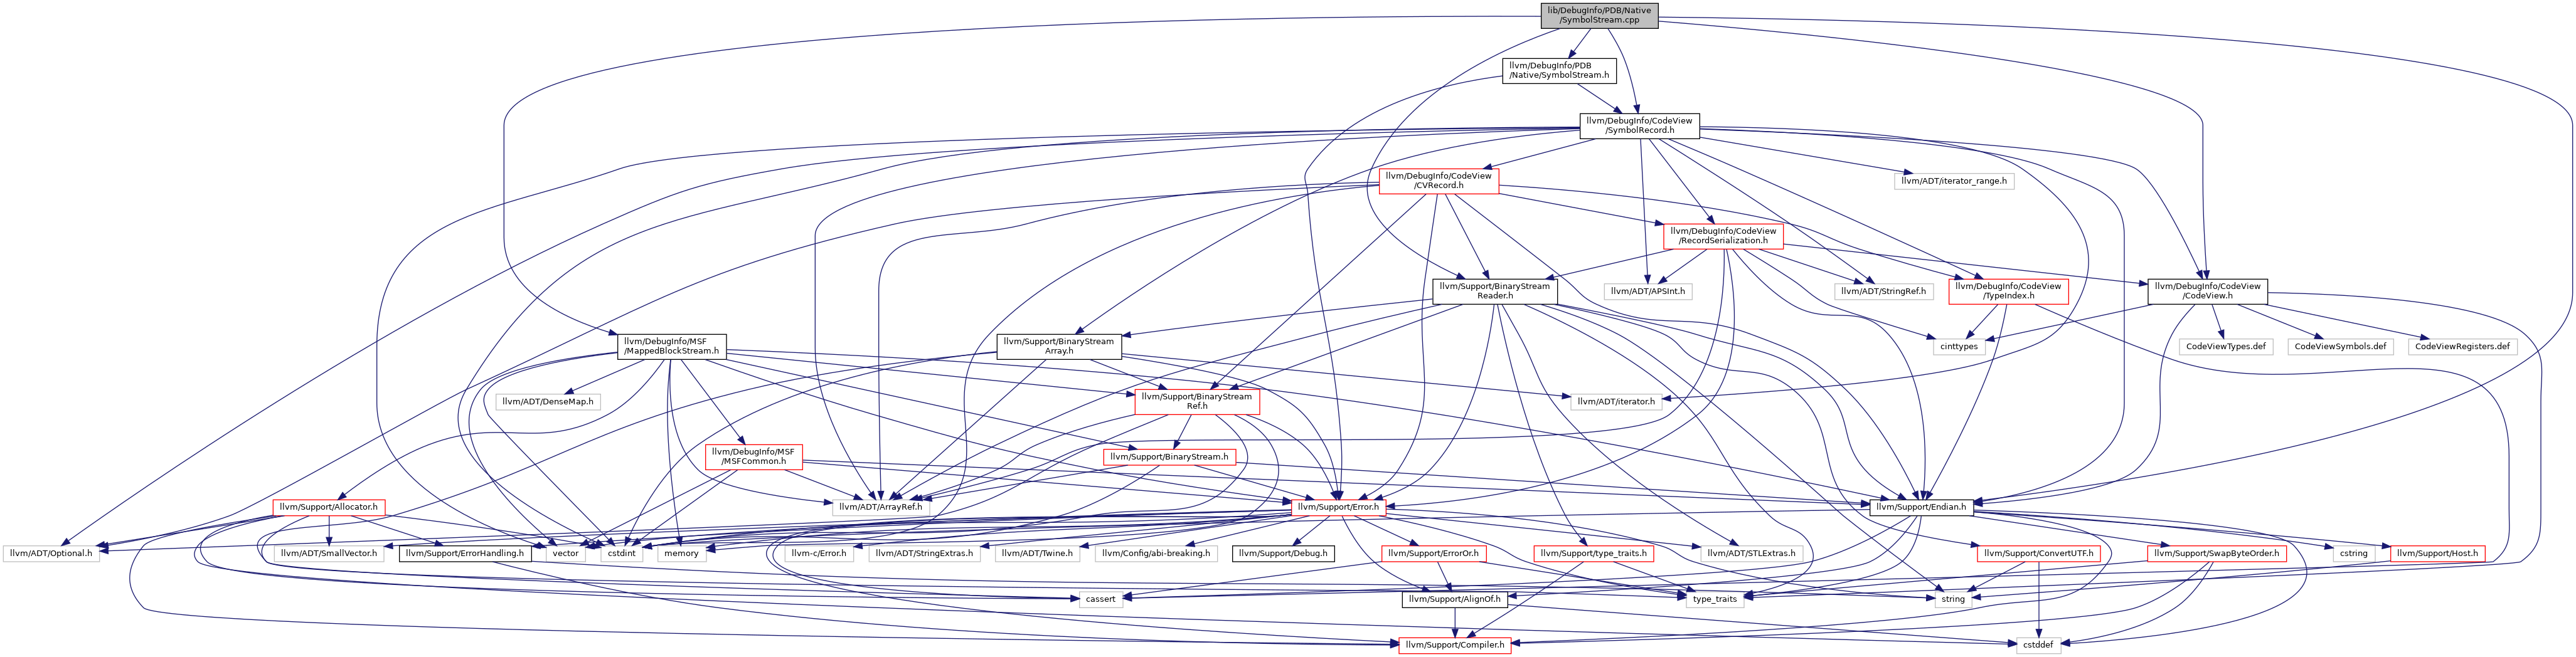 lib/DebugInfo/PDB/Native
/SymbolStream.cpp
llvm/DebugInfo/PDB
/Native/SymbolStream.h
llvm/DebugInfo/CodeView
/SymbolRecord.h
llvm/DebugInfo/CodeView
/CVRecord.h
llvm/ADT/iterator_range.h
llvm/DebugInfo/CodeView
/RecordSerialization.h
llvm/Support/BinaryStream
Reader.h
llvm/ADT/APSInt.h
llvm/ADT/StringRef.h
llvm/DebugInfo/CodeView
/TypeIndex.h
llvm/DebugInfo/CodeView
/CodeView.h
llvm/DebugInfo/MSF
/MappedBlockStream.h
llvm/Support/BinaryStream
Array.h
cinttypes
CodeViewTypes.def
CodeViewSymbols.def
CodeViewRegisters.def
llvm/ADT/DenseMap.h
llvm/Support/BinaryStream
Ref.h
llvm/ADT/iterator.h
llvm/DebugInfo/MSF
/MSFCommon.h
llvm/Support/BinaryStream.h
llvm/Support/Allocator.h
llvm/ADT/ArrayRef.h
llvm/Support/Error.h
llvm/Support/Endian.h
llvm/ADT/Optional.h
llvm/ADT/SmallVector.h
llvm/Support/ErrorHandling.h
vector
cstdint
memory
llvm-c/Error.h
llvm/ADT/StringExtras.h
llvm/ADT/Twine.h
llvm/Config/abi-breaking.h
llvm/Support/Debug.h
llvm/Support/ErrorOr.h
llvm/Support/type_traits.h
llvm/ADT/STLExtras.h
llvm/Support/ConvertUTF.h
llvm/Support/SwapByteOrder.h
cstring
llvm/Support/Host.h
cassert
llvm/Support/AlignOf.h
type_traits
string
llvm/Support/Compiler.h
cstddef